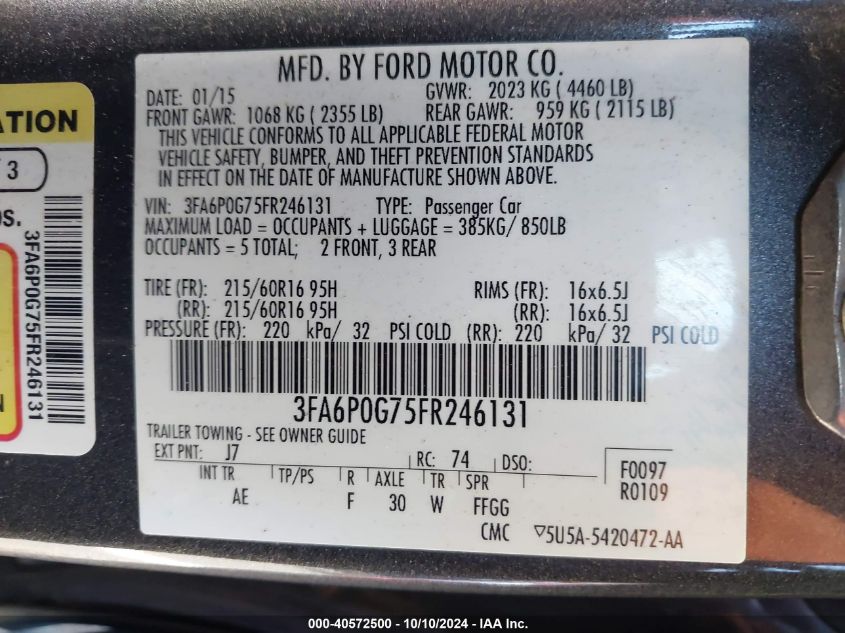 MFD. BY FORD MOTOR CO.
DATE: 01/15 GVWR: 2023 KG ( 4460 LB)
FRONT GAWR: 1068 KG ( 2355 LB) REAR GAWR: 959 KG ( 2115 LB)
THIS VEHICLE CONFORMS TO ALL APPLICABLE FEDERAL MOTOR
VEHICLE SAFETY, BUMPER, AND THEFT PREVENTION STANDARDS
IN EFFECT ON THE DATE OF MANUFACTURE SHOWN ABOVE.
VIN: 3FA6P0G75FR246131 TYPE: Passenger Car
MAXIMUM LOAD = OCCUPANTS + LUGGAGE = 385KG/ 850LB
OCCUPANTS = 5 TOTAL; 2 FRONT, 3 REAR
TIRE (FR): 215/60R16 95H RIMS (FR): 16x6.5J
(RR): 215/60R16 95H (RR): 16x6.5J
PRESSURE (FR): 220 kPa/ 32 PSI COLD (RR): 220 kPa/ 32 PSI COLD
3FA6P0G75FR246131
TRAILER TOWING - SEE OWNER GUIDE
EXT PNT: J7 RC: 74 DSO:
INT TR TP/PS R AXLE TR SPR
AE F 30 W FFGG
F0097
R0109
CMC ▽5U5A-5420472-AA
ATION
/ 3
OS.
3FA6P0G75FR246131
N
000-40572500 - 10/10/2024 - IAA Inc.